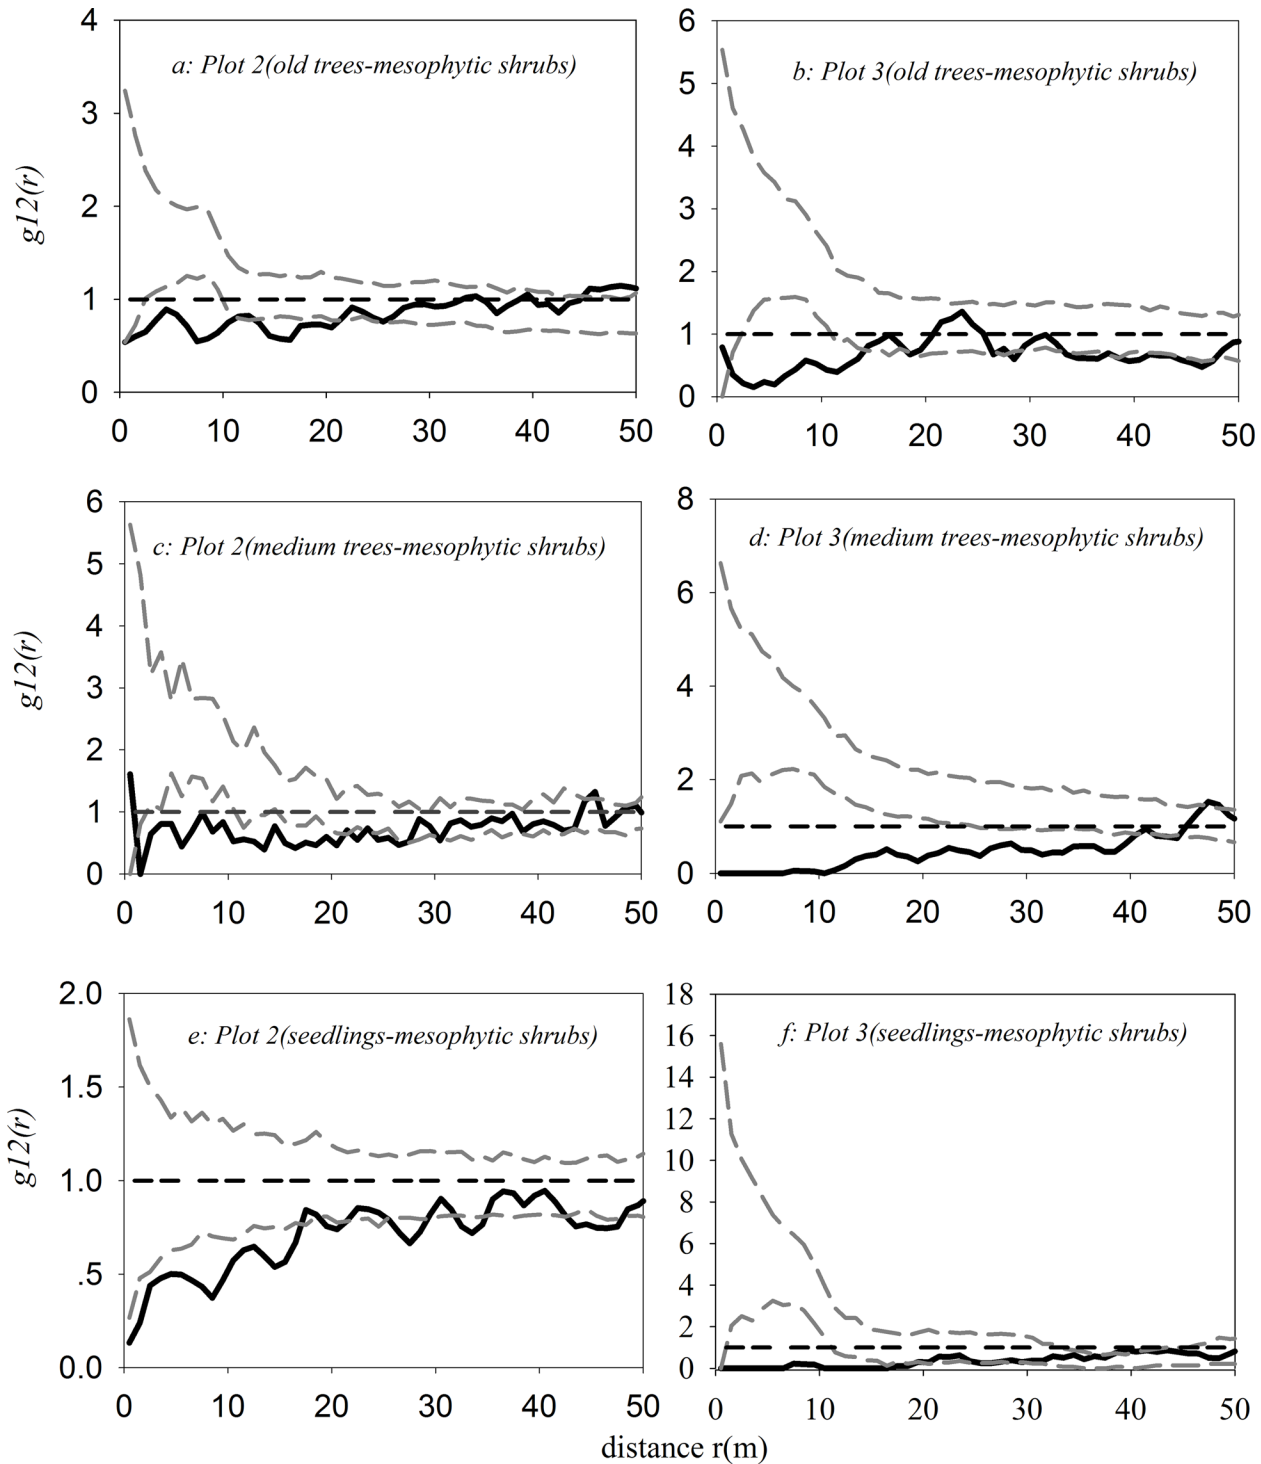 4
3
2
1
0
g12(r)
a: Plot 2(old trees-mesophytic shrubs)
0 10 20 30 40 50
6
5
4
3
2
1
0
b: Plot 3(old trees-mesophytic shrubs)
0 10 20 30 40 50
6
5
4
3
2
1
0
g12(r)
c: Plot 2(medium trees-mesophytic shrubs)
0 10 20 30 40 50
8
6
4
2
0
d: Plot 3(medium trees-mesophytic shrubs)
0 10 20 30 40 50
2.0
1.5
1.0
.5
0.0
g12(r)
e: Plot 2(seedlings-mesophytic shrubs)
0 10 20 30 40 50
18
16
14
12
10
8
6
4
2
0
f: Plot 3(seedlings-mesophytic shrubs)
0 10 20 30 40 50
distance r(m)